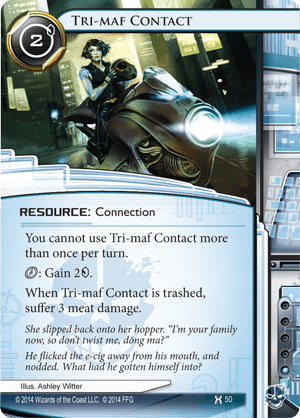 Tri-maf Contact
2
RESOURCE: Connection
You cannot use Tri-maf Contact more
than once per turn.
: Gain 2.
When Tri-maf Contact is trashed,
suffer 3 meat damage.
She slipped back onto her hopper. “I’m your family
now, so don’t twist me, dǒng ma?”
He flicked the e-cig away from his mouth, and
nodded. What had he gotten himself into?
Illus. Ashley Witter
© 2014 Wizards of the Coast LLC. © 2014 FFG
50